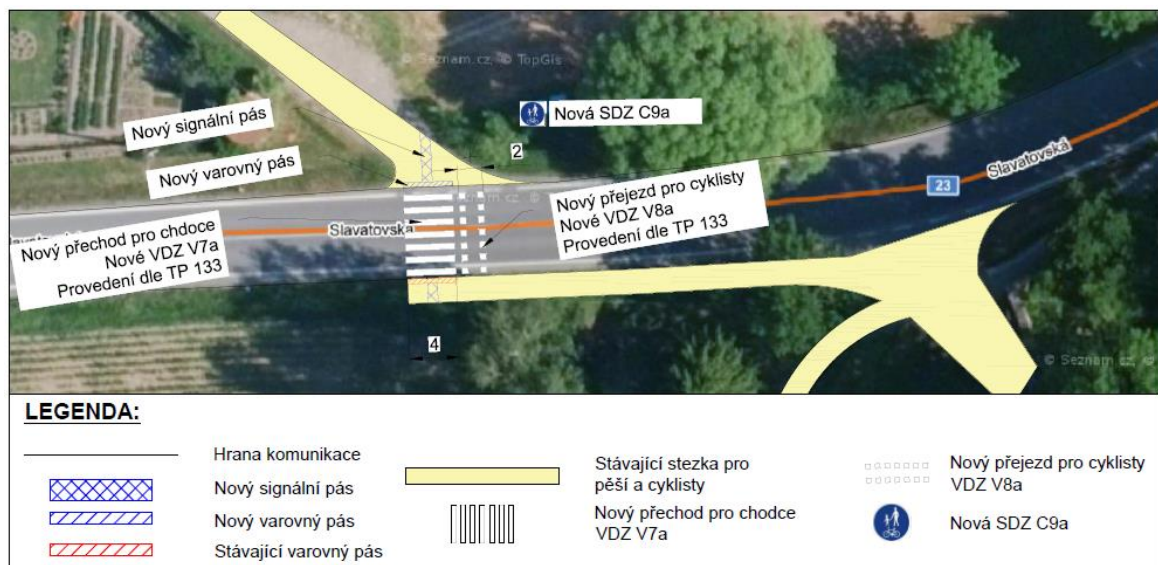 © Seznam.cz, © TopGis
Nová SDZ C9a
Nový signální pás
2
Nový varovný pás
Nový přejezd pro cyklisty
Nové VDZ V8a
Provedení dle TP 133
Slavatovská
23
Nový přechod pro chdoce
Nové VDZ V7a
Provedení dle TP 133
Slavatovska
4
© Seznam.cz, ©
LEGENDA:
Hrana komunikace
Nový signální pás
Nový varovný pás
Stávající varovný pás
Stávající stezka pro
pěší a cyklisty
Nový přechod pro chodce
VDZ V7a
Nový přejezd pro cyklisty
VDZ V8a
Nová SDZ C9a